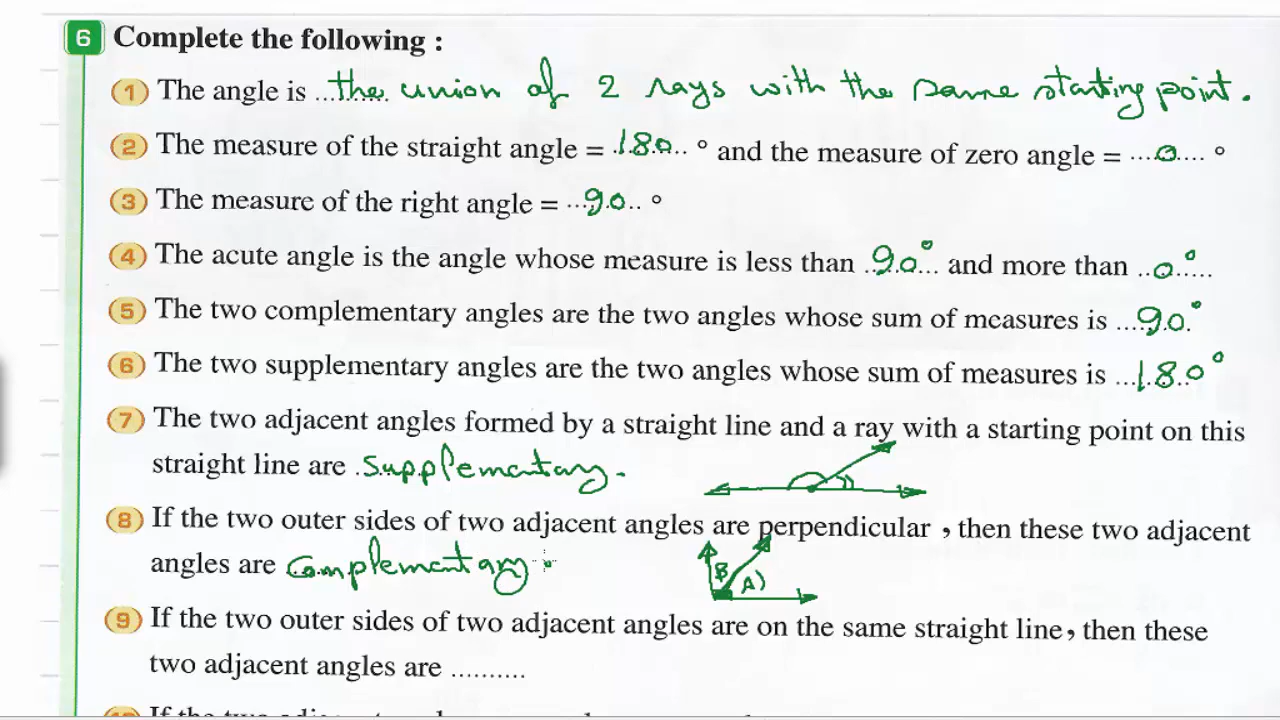 6 Complete the following :
1 The angle is the union of 2 rays with the same starting point.
2 The measure of the straight angle = 180 ° and the measure of zero angle = 0 °
3 The measure of the right angle = 90 °
4 The acute angle is the angle whose measure is less than 90° and more than 0°
5 The two complementary angles are the two angles whose sum of measures is 90°
6 The two supplementary angles are the two angles whose sum of measures is 180°
7 The two adjacent angles formed by a straight line and a ray with a starting point on this
straight line are supplementary.
8 If the two outer sides of two adjacent angles are perpendicular , then these two adjacent
angles are complementary.
B A
9 If the two outer sides of two adjacent angles are on the same straight line, then these
two adjacent angles are ..........